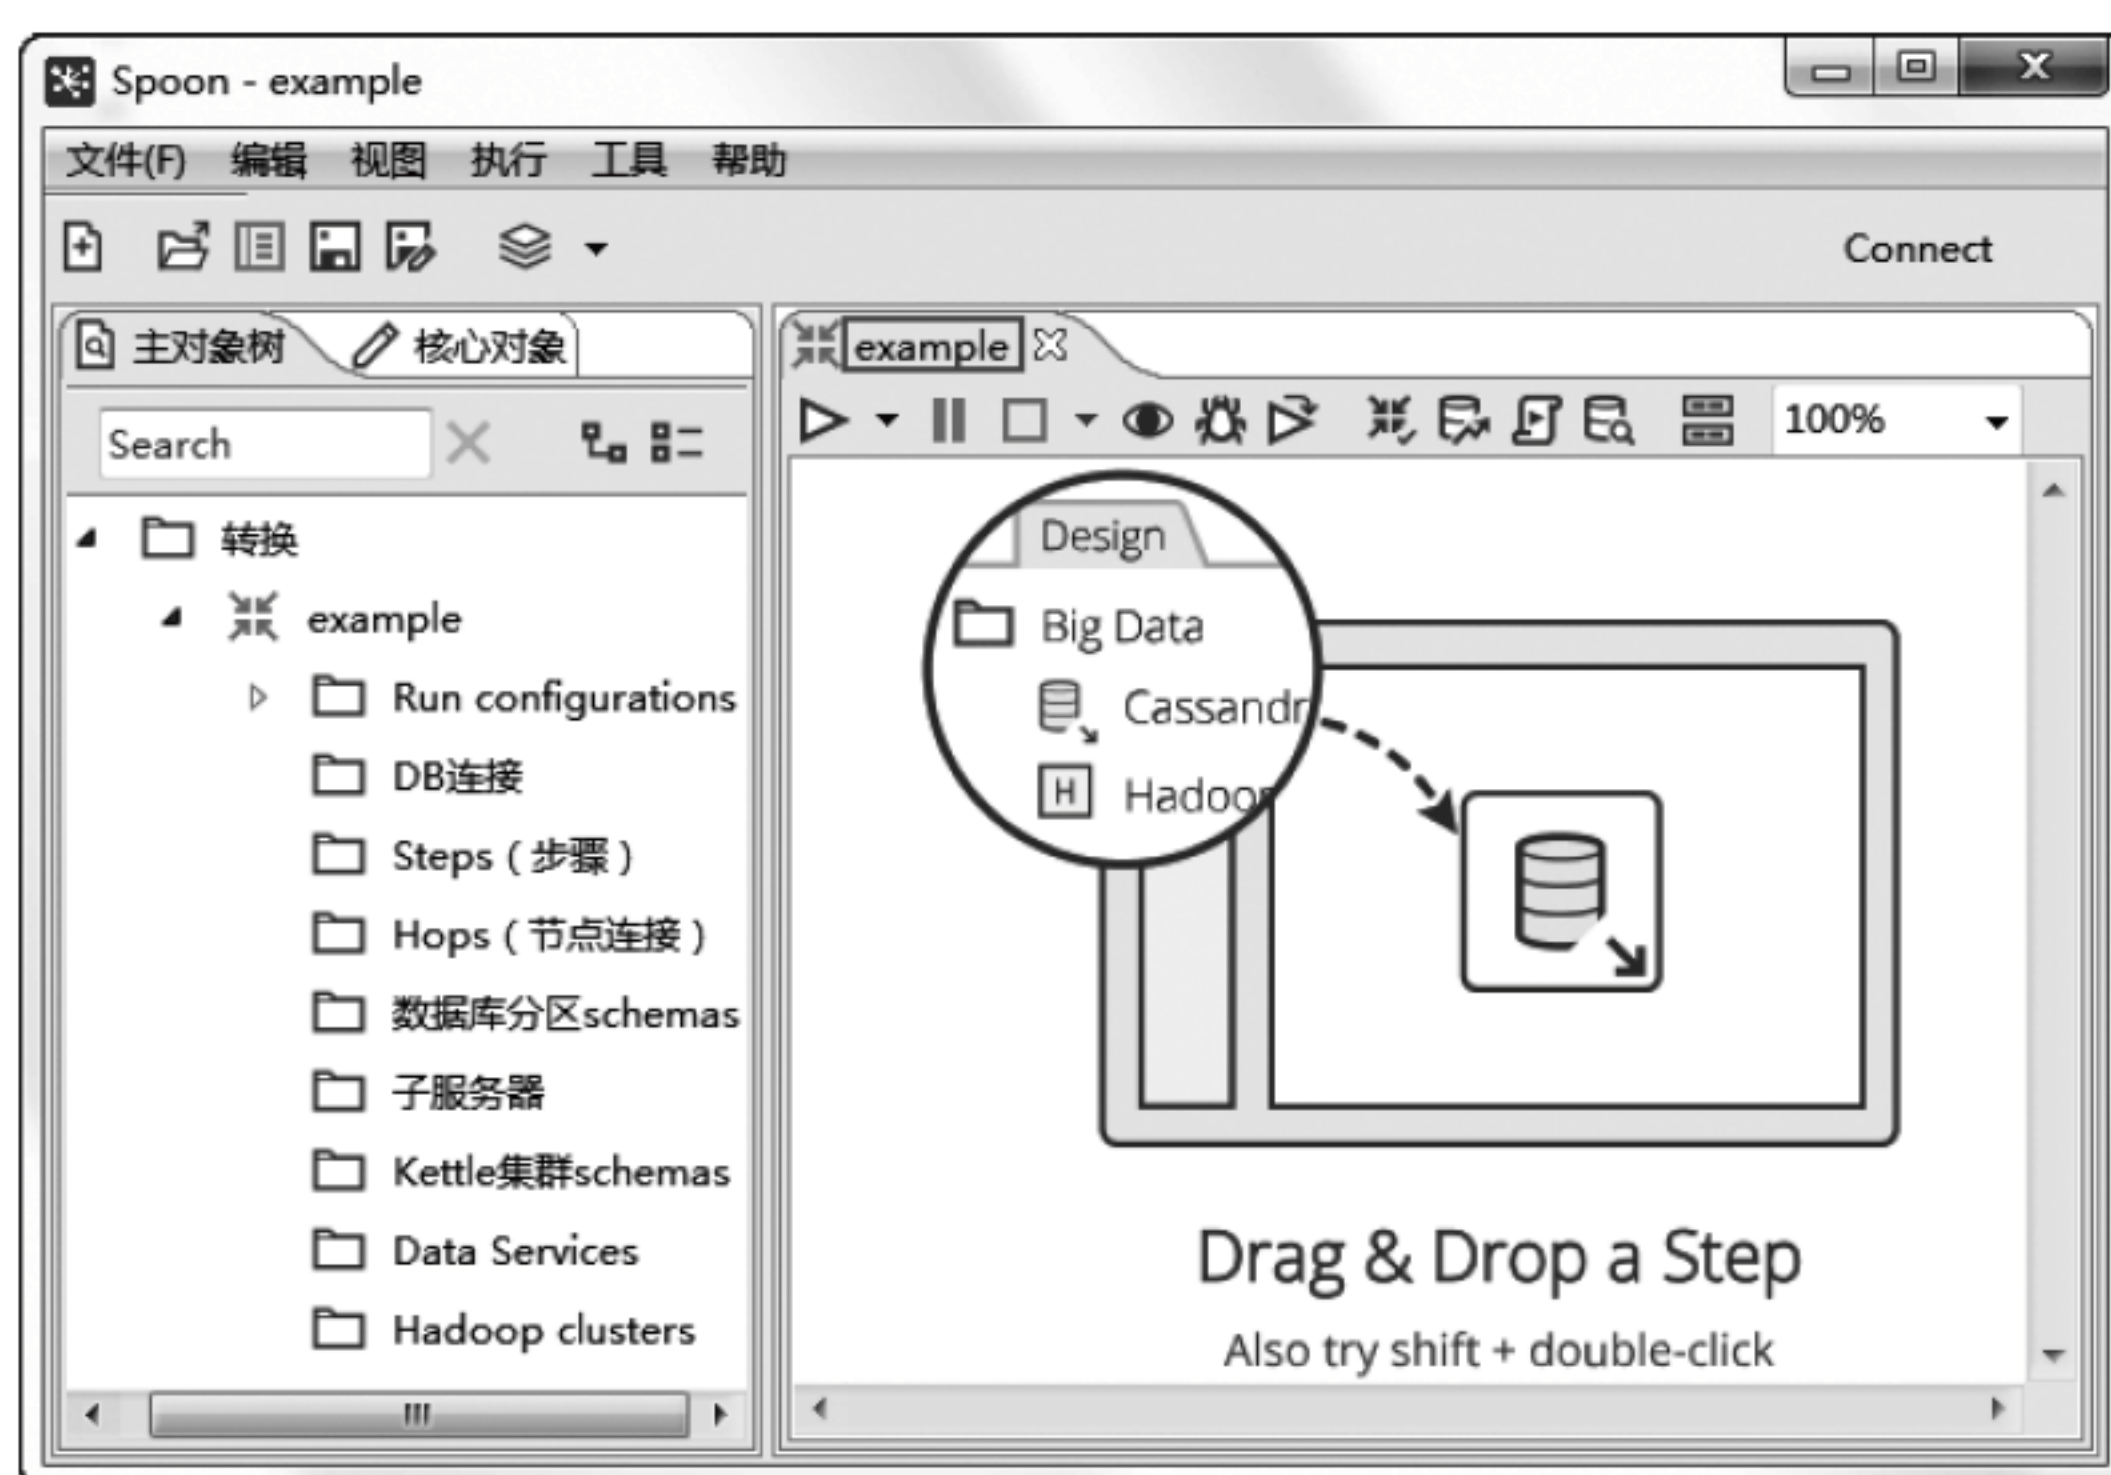 Spoon - example
文件(F) 编辑 视图 执行 工具 帮助
Connect
主对象树 核心对象
Search
转换
example
Run configurations
DB连接
Steps ( 步骤 )
Hops ( 节点连接 )
数据库分区schemas
子服务器
Kettle集群schemas
Data Services
Hadoop clusters
example
100%
Design
Big Data
Cassandr
H Hadoop
Drag & Drop a Step
Also try shift + double-click